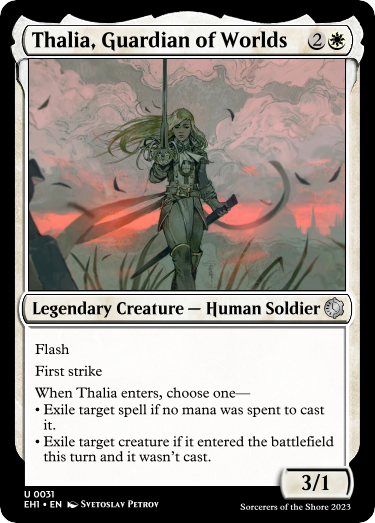 Thalia, Guardian of Worlds 2
Legendary Creature — Human Soldier
Flash
First strike
When Thalia enters, choose one—
• Exile target spell if no mana was spent to cast
it.
• Exile target creature if it entered the battlefield
this turn and it wasn't cast.
3/1
U 0031
EH1 • EN Svetoslav Petrov
Sorcerers of the Shore 2023